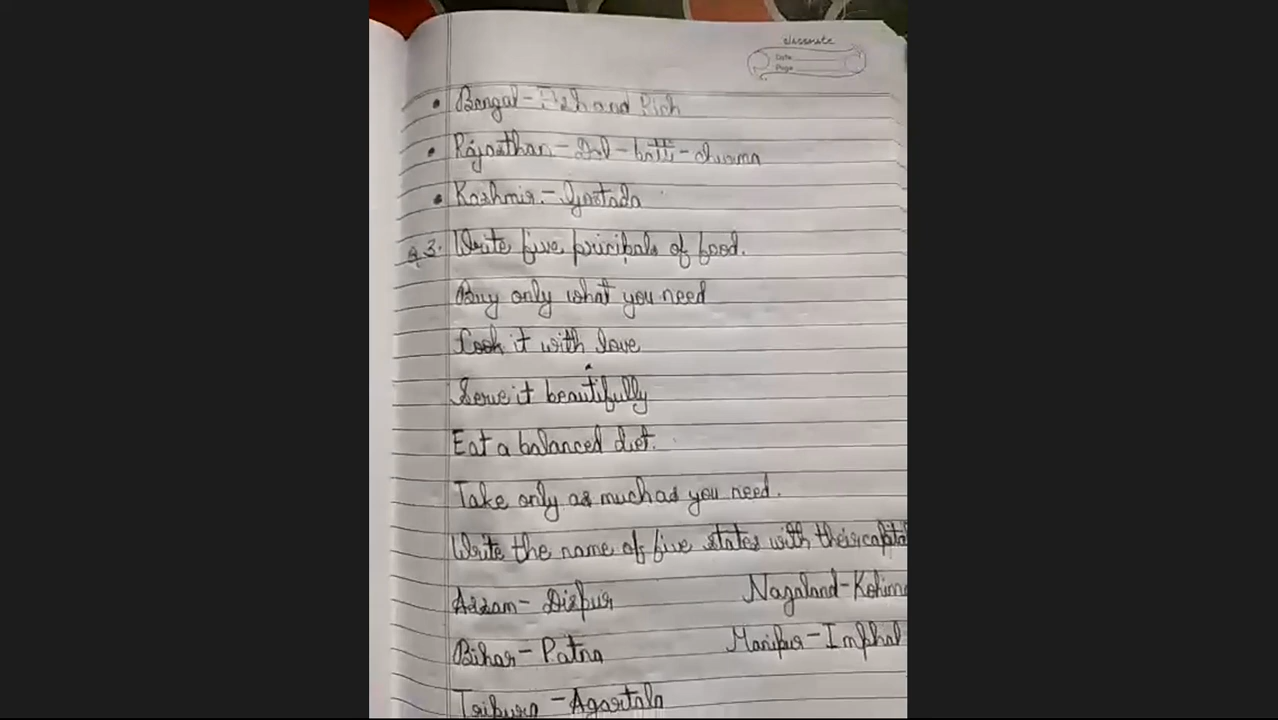 classmate
Date
Page
• Bengal - Fish and Rich
• Rajasthan - Dal - batti - churma
• Kashmir - Gostada
Q 3. Write five pricipals of food.
Buy only what you need
Cook it with love
Serve it beautifully
Eat a balanced diet.
Take only as much as you need.
Write the name of five states with their capital
Assam - Dispur Nagaland - Kohima
Bihar - Patna Manipur - Imphal
Tripura - Agartala